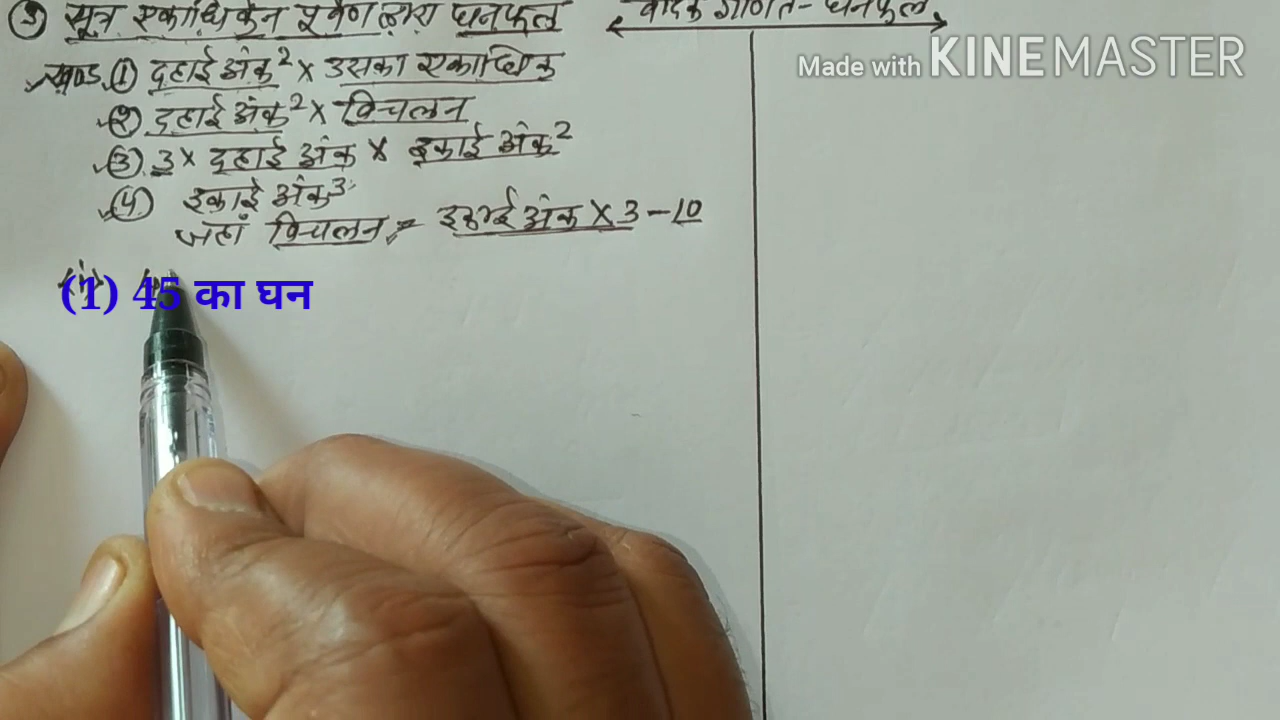 ③ सूत्र एकाधिकेन पूर्वेण द्वारा घनफल
वैदिक गणित - घनफल
Made with KINEMASTER
खण्ड ① दहाई अंक² × उसका एकाधिक
② दहाई अंक² × विचलन
③ 3 × दहाई अंक × इकाई अंक²
④ इकाई अंक³
जहाँ विचलन = इकाई अंक × 3 - 10
(1) 45 का घन